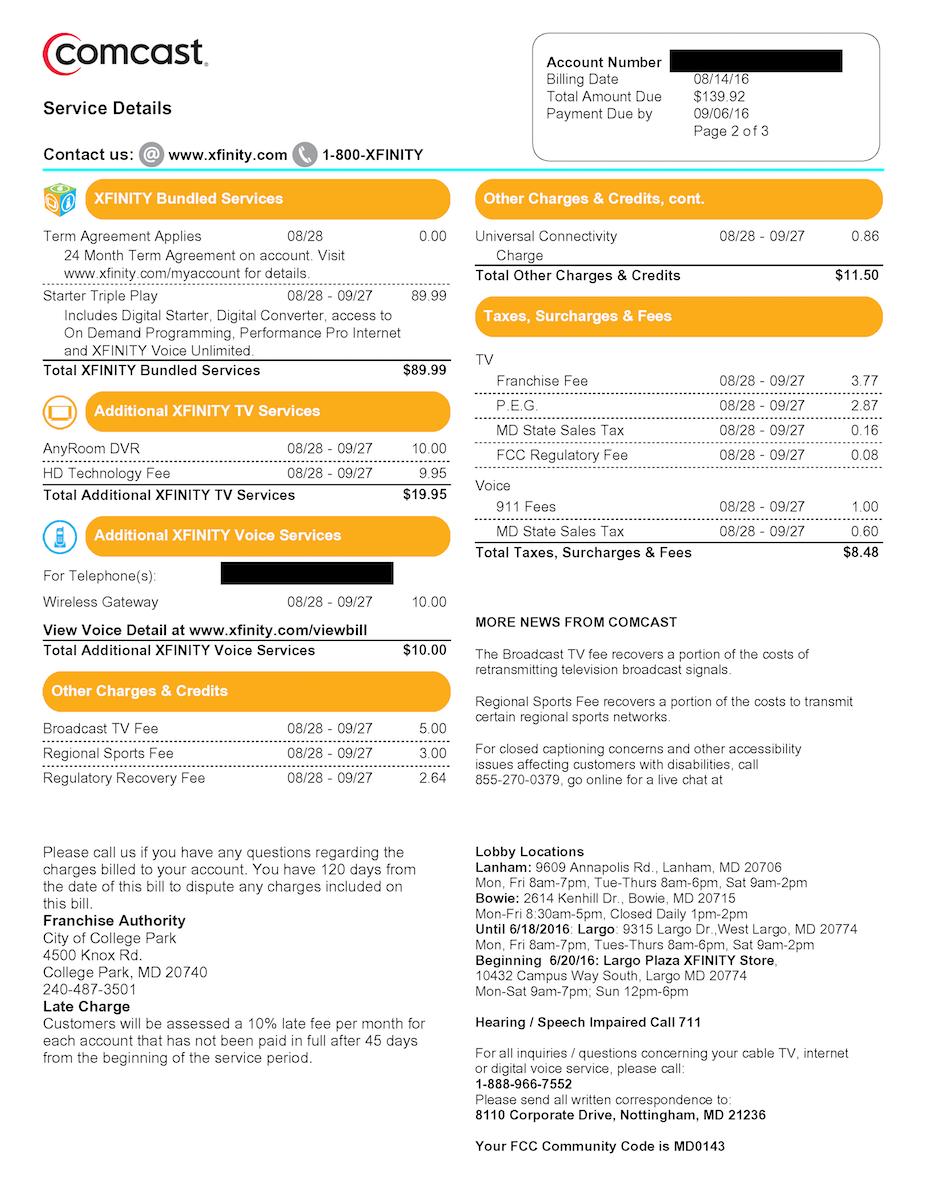 comcast.
Service Details
Contact us: @ www.xfinity.com 1-800-XFINITY
Account Number
Billing Date 08/14/16
Total Amount Due $139.92
Payment Due by 09/06/16
Page 2 of 3
XFINITY Bundled Services
Term Agreement Applies 08/28 0.00
24 Month Term Agreement on account. Visit
www.xfinity.com/myaccount for details.
Starter Triple Play 08/28 - 09/27 89.99
Includes Digital Starter, Digital Converter, access to
On Demand Programming, Performance Pro Internet
and XFINITY Voice Unlimited.
Total XFINITY Bundled Services $89.99
Additional XFINITY TV Services
AnyRoom DVR 08/28 - 09/27 10.00
HD Technology Fee 08/28 - 09/27 9.95
Total Additional XFINITY TV Services $19.95
Additional XFINITY Voice Services
For Telephone(s):
Wireless Gateway 08/28 - 09/27 10.00
View Voice Detail at www.xfinity.com/viewbill
Total Additional XFINITY Voice Services $10.00
Other Charges & Credits
Broadcast TV Fee 08/28 - 09/27 5.00
Regional Sports Fee 08/28 - 09/27 3.00
Regulatory Recovery Fee 08/28 - 09/27 2.64
Other Charges & Credits, cont.
Universal Connectivity 08/28 - 09/27 0.86
Charge
Total Other Charges & Credits $11.50
Taxes, Surcharges & Fees
TV
Franchise Fee 08/28 - 09/27 3.77
P.E.G. 08/28 - 09/27 2.87
MD State Sales Tax 08/28 - 09/27 0.16
FCC Regulatory Fee 08/28 - 09/27 0.08
Voice
911 Fees 08/28 - 09/27 1.00
MD State Sales Tax 08/28 - 09/27 0.60
Total Taxes, Surcharges & Fees $8.48
MORE NEWS FROM COMCAST
The Broadcast TV fee recovers a portion of the costs of
retransmitting television broadcast signals.
Regional Sports Fee recovers a portion of the costs to transmit
certain regional sports networks.
For closed captioning concerns and other accessibility
issues affecting customers with disabilities, call
855-270-0379, go online for a live chat at
Please call us if you have any questions regarding the
charges billed to your account. You have 120 days from
the date of this bill to dispute any charges included on
this bill.
Franchise Authority
City of College Park
4500 Knox Rd.
College Park, MD 20740
240-487-3501
Late Charge
Customers will be assessed a 10% late fee per month for
each account that has not been paid in full after 45 days
from the beginning of the service period.
Lobby Locations
Lanham: 9609 Annapolis Rd., Lanham, MD 20706
Mon, Fri 8am-7pm, Tue-Thurs 8am-6pm, Sat 9am-2pm
Bowie: 2614 Kenhill Dr., Bowie, MD 20715
Mon-Fri 8:30am-5pm, Closed Daily 1pm-2pm
Until 6/18/2016: Largo: 9315 Largo Dr.,West Largo, MD 20774
Mon, Fri 8am-7pm, Tues-Thurs 8am-6pm, Sat 9am-2pm
Beginning 6/20/16: Largo Plaza XFINITY Store,
10432 Campus Way South, Largo MD 20774
Mon-Sat 9am-7pm; Sun 12pm-6pm
Hearing / Speech Impaired Call 711
For all inquiries / questions concerning your cable TV, internet
or digital voice service, please call:
1-888-966-7552
Please send all written correspondence to:
8110 Corporate Drive, Nottingham, MD 21236
Your FCC Community Code is MD0143